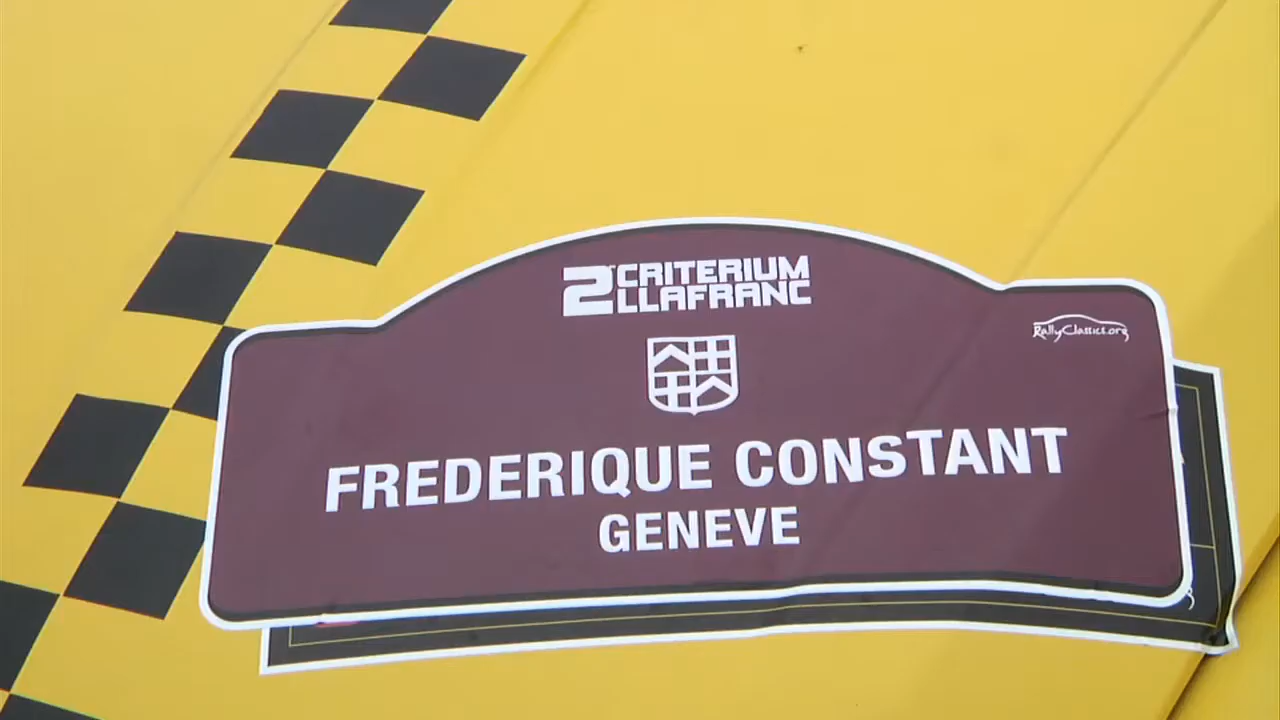 2 CRITERIUM
LLAFRANC
RallyClassics.org
FREDERIQUE CONSTANT
GENEVE